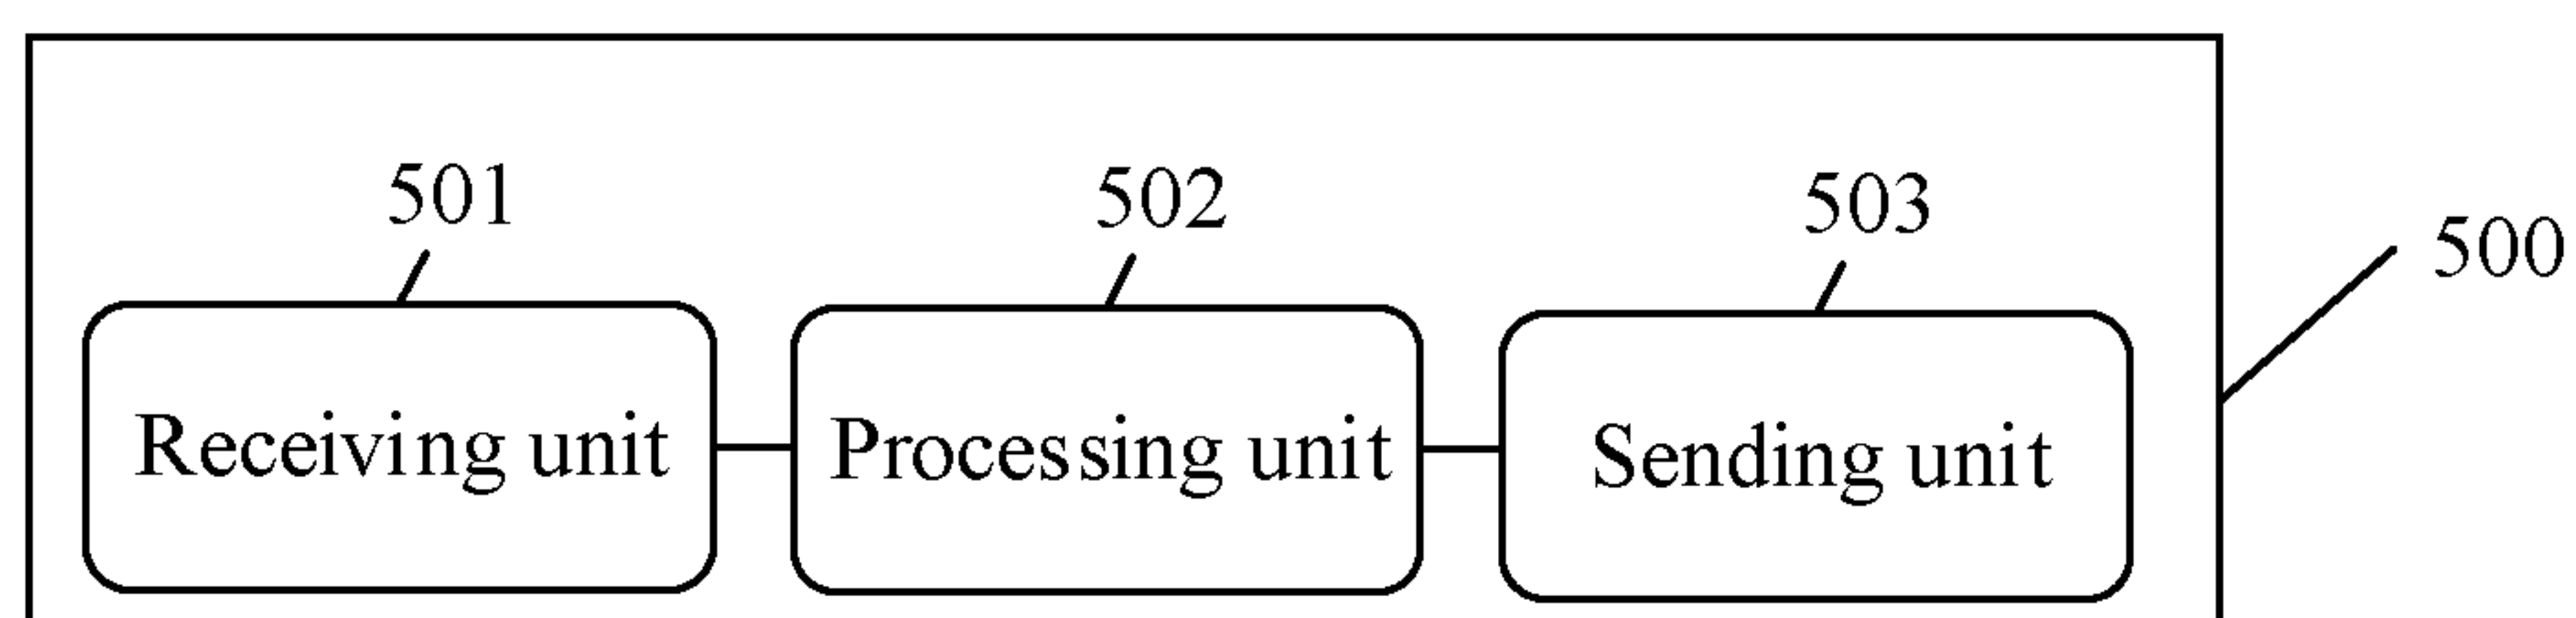 501
502
503
500
Receiving unit
Processing unit
Sending unit